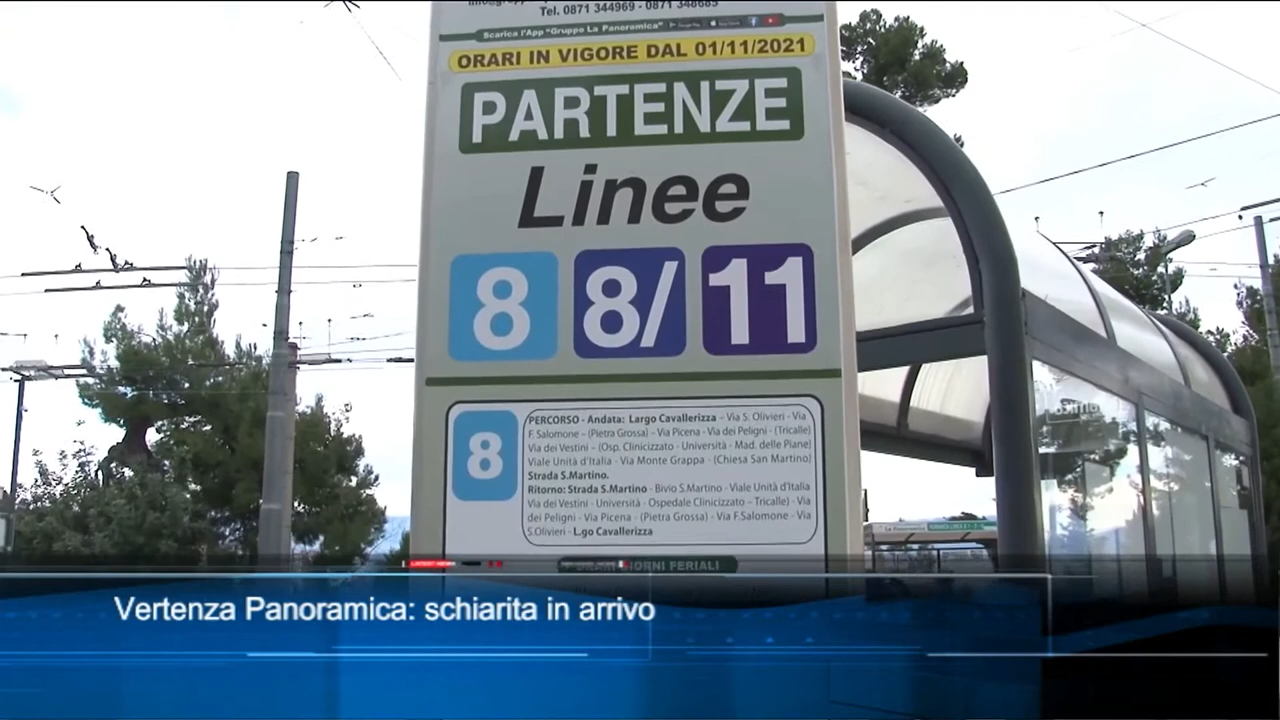 Tel. 0871 344969 - 0871 348685
Scarica l'App "Gruppo La Panoramica"
ORARI IN VIGORE DAL 01/11/2021
PARTENZE
Linee
8 8/ 11
8
PERCORSO - Andata: Largo Cavallerizza – Via S. Olivieri - Via
F. Salomone – (Pietra Grossa) – Via Picena - Via dei Peligni - (Tricalle)
Via dei Vestini – (Osp. Clinicizzato - Università - Mad. delle Piane)
Viale Unità d'Italia - Via Monte Grappa - (Chiesa San Martino)
Strada S.Martino.
Ritorno: Strada S.Martino - Bivio S.Martino - Viale Unità d'Italia
Via dei Vestini - Università - Ospedale Clinicizzato – Tricalle) - Via
dei Peligni - Via Picena - (Pietra Grossa) – Via F.Salomone – Via
S.Olivieri - L.go Cavallerizza
GIORNI FERIALI
LATEST NEWS
Vertenza Panoramica: schiarita in arrivo